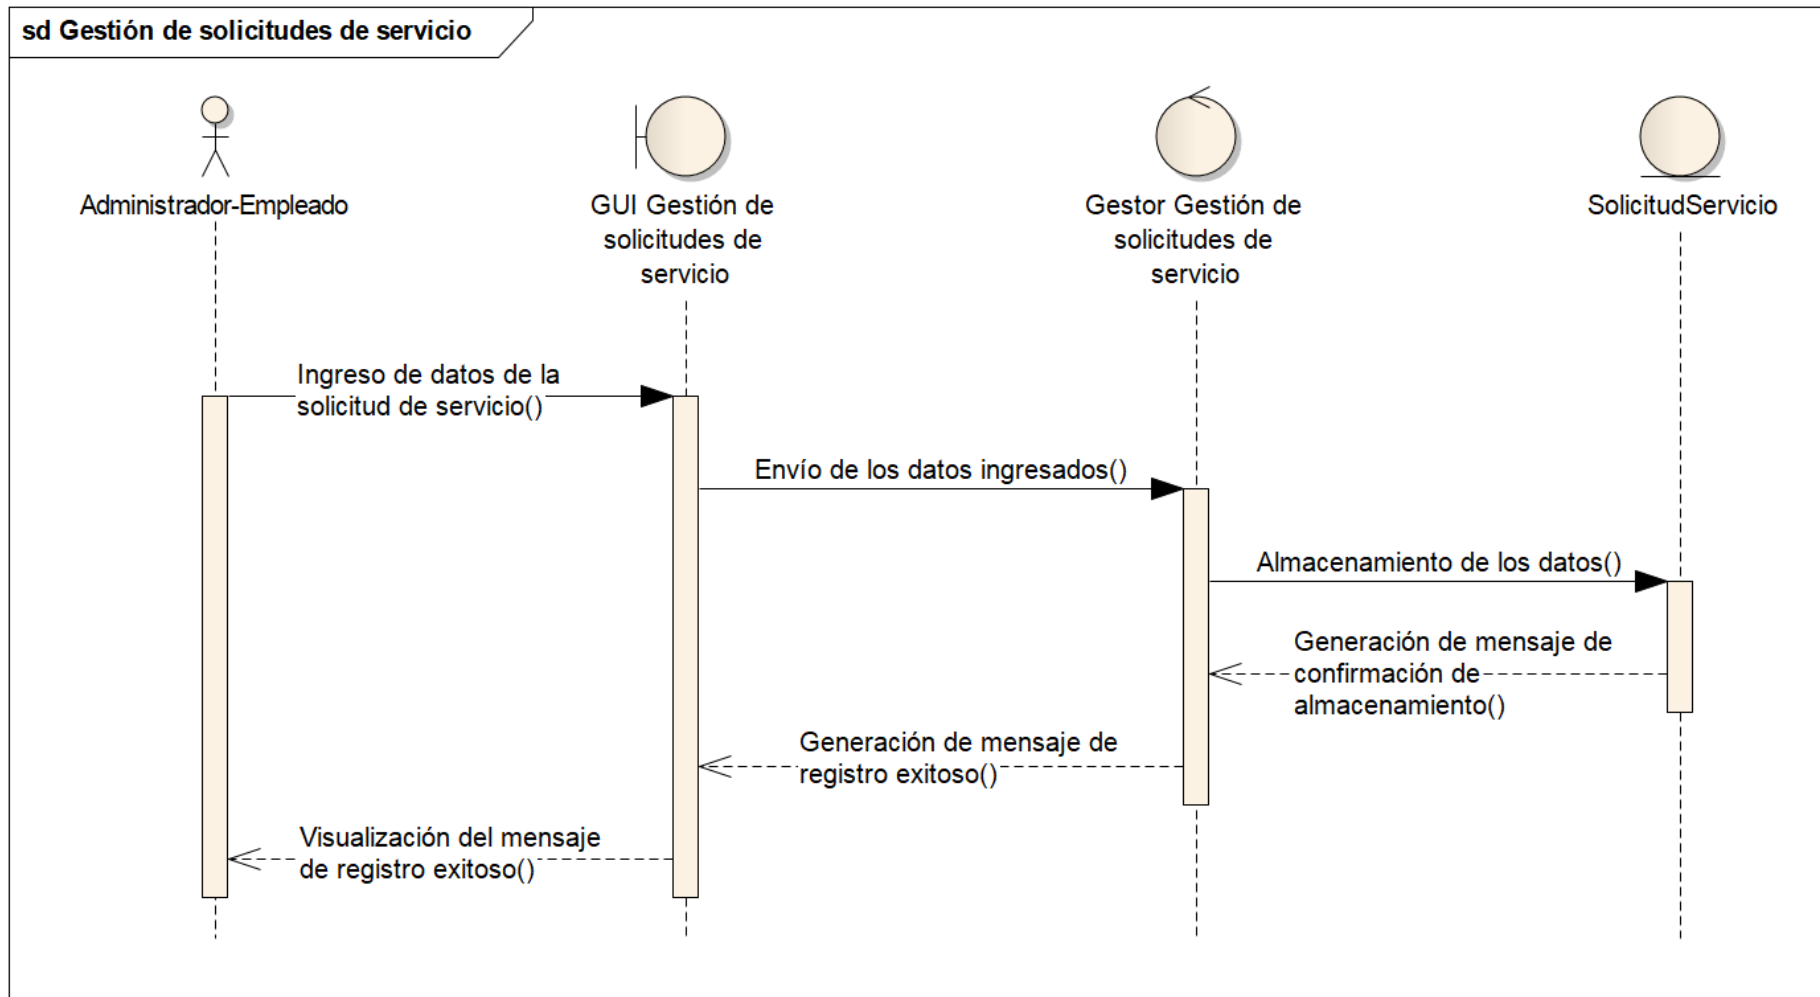 sd Gestión de solicitudes de servicio
Administrador-Empleado
GUI Gestión de
solicitudes de
servicio
Gestor Gestión de
solicitudes de
servicio
SolicitudServicio
Ingreso de datos de la
solicitud de servicio()
Envío de los datos ingresados()
Almacenamiento de los datos()
Generación de mensaje de
confirmación de
almacenamiento()
Generación de mensaje de
registro exitoso()
Visualización del mensaje
de registro exitoso()